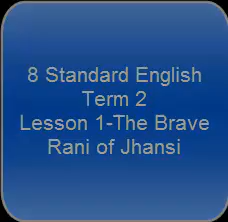 8 Standard English
Term 2
Lesson 1-The Brave
Rani of Jhansi